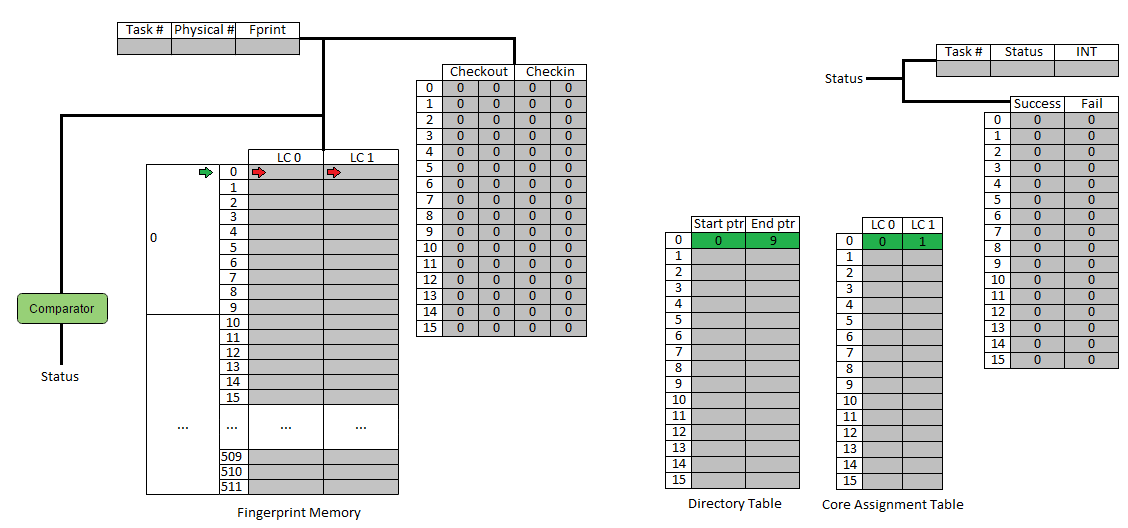 Task # Physical # Fprint
Checkout Checkin
0 0 0 0 0
1 0 0 0 0
2 0 0 0 0
3 0 0 0 0
4 0 0 0 0
5 0 0 0 0
6 0 0 0 0
7 0 0 0 0
8 0 0 0 0
9 0 0 0 0
10 0 0 0 0
11 0 0 0 0
12 0 0 0 0
13 0 0 0 0
14 0 0 0 0
15 0 0 0 0
LC 0 LC 1
0
0
1
2
3
4
5
6
7
8
9
10
11
12
13
14
15
... ... ... ...
509
510
511
Fingerprint Memory
Comparator
Status
Start ptr End ptr
0 0 9
1
2
3
4
5
6
7
8
9
10
11
12
13
14
15
Directory Table
LC 0 LC 1
0 0 1
1
2
3
4
5
6
7
8
9
10
11
12
13
14
15
Core Assignment Table
Status
Task # Status INT
Success Fail
0 0 0
1 0 0
2 0 0
3 0 0
4 0 0
5 0 0
6 0 0
7 0 0
8 0 0
9 0 0
10 0 0
11 0 0
12 0 0
13 0 0
14 0 0
15 0 0